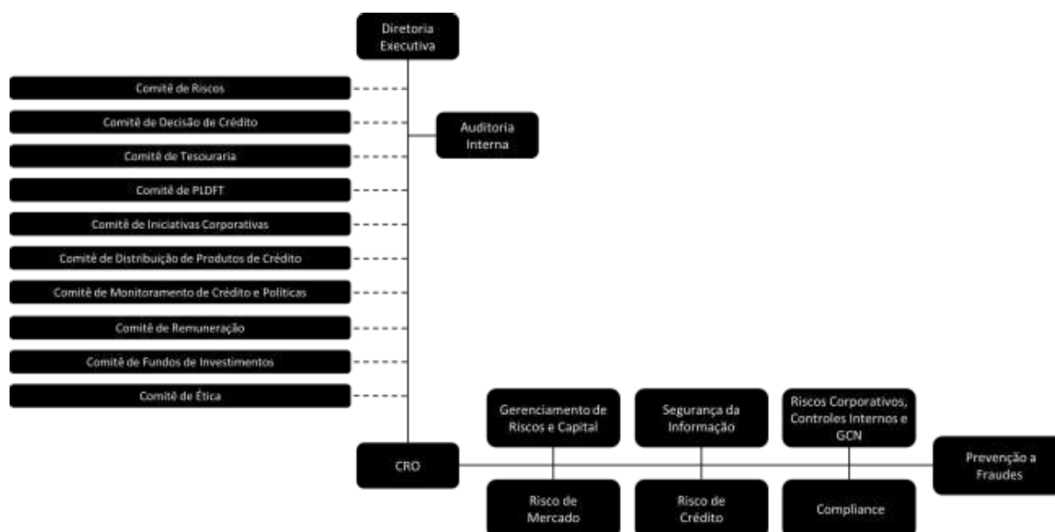 Diretoria
Executiva
Comitê de Riscos
Comitê de Decisão de Crédito
Auditoria
Interna
Comitê de Tesouraria
Comitê de PLDFT
Comitê de Iniciativas Corporativas
Comitê de Distribuição de Produtos de Crédito
Comitê de Monitoramento de Crédito e Políticas
Comitê de Remuneração
Comitê de Fundos de Investimentos
Comitê de Ética
Gerenciamento de
Riscos e Capital
Segurança da
Informação
Riscos Corporativos,
Controles Internos e
GCN
CRO
Prevenção a
Fraudes
Risco de
Mercado
Risco de
Crédito
Compliance